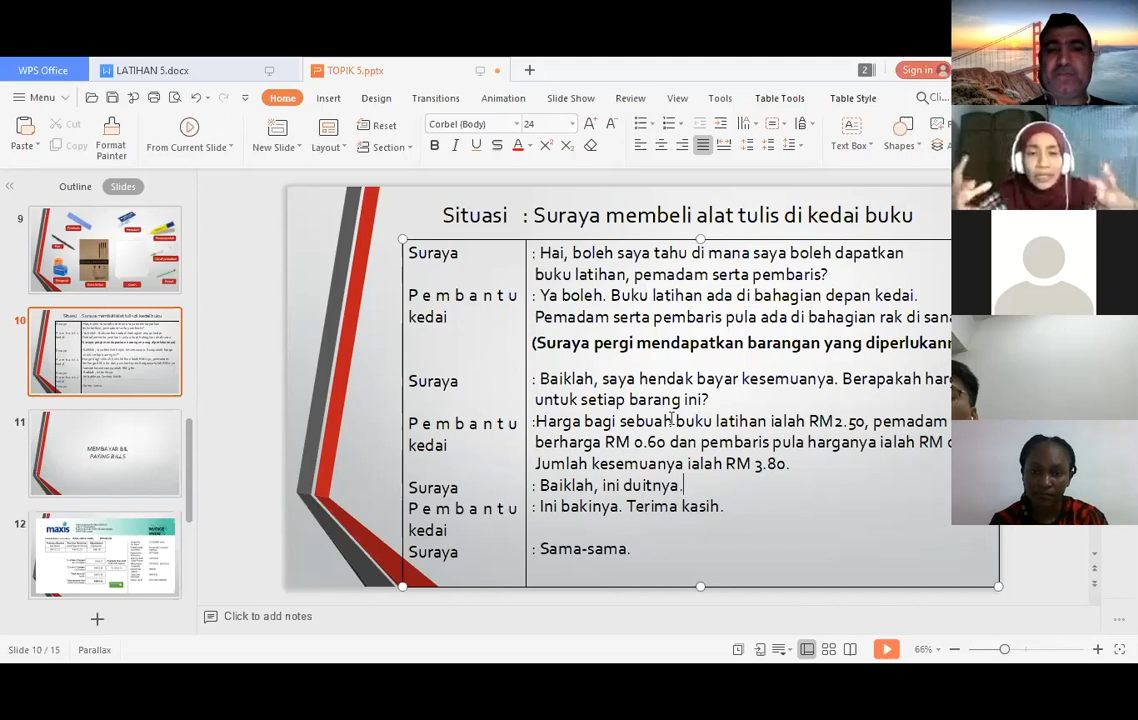 WPS Office
LATIHAN 5.docx
TOPIK 5.pptx
2
Sign in
Menu
Home
Insert
Design
Transitions
Animation
Slide Show
Review
View
Tools
Table Tools
Table Style
Cli...
Paste
Cut
Copy
Format
Painter
From Current Slide
New Slide
Layout
Reset
Section
Corbel (Body)
24
Text Box
Shapes
Outline
Slides
9
10
11
MEMBAYAR BIL
PAYING BILLS
12
maxis
Situasi : Suraya membeli alat tulis di kedai buku
Suraya : Hai, boleh saya tahu di mana saya boleh dapatkan
buku latihan, pemadam serta pembaris?
Pembantu : Ya boleh. Buku latihan ada di bahagian depan kedai.
kedai Pemadam serta pembaris pula ada di bahagian rak di
(Suraya pergi mendapatkan barangan yang
Suraya : Baiklah, saya hendak bayar kesemuanya. Berapakah
untuk setiap barang ini?
Pembantu :Harga bagi sebuah buku latihan ialah RM2.50, pemadam
kedai berharga RM 0.60 dan pembaris pula harganya ialah RM
Jumlah kesemuanya ialah RM 3.80.
Suraya : Baiklah, ini duitnya.
Pembantu : Ini bakinya. Terima kasih.
kedai
Suraya : Sama-sama.
Click to add notes
Slide 10 / 15
Parallax
66%